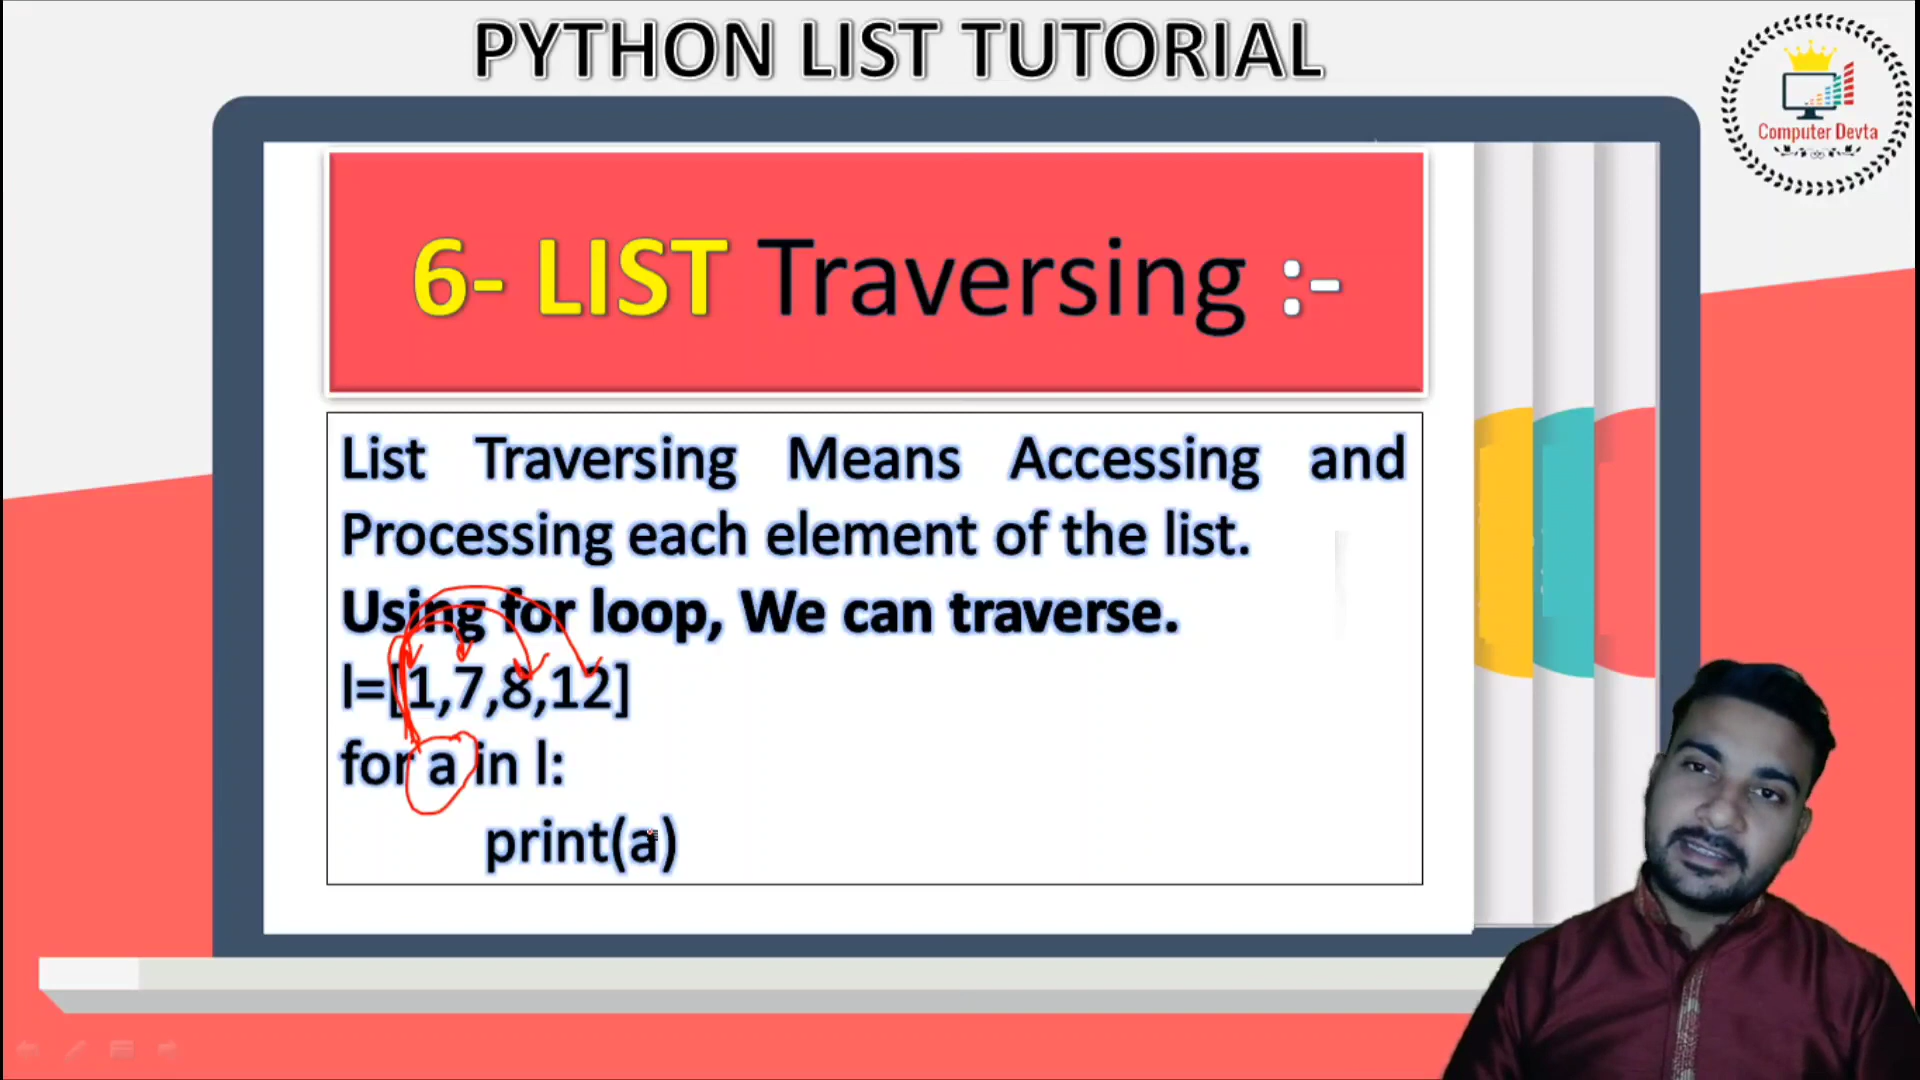 PYTHON LIST TUTORIAL
Computer Devta
6- LIST Traversing :-
List Traversing Means Accessing and
Processing each element of the list.
Using for loop, We can traverse.
l=[1,7,8,12]
for a in l:
print(a)